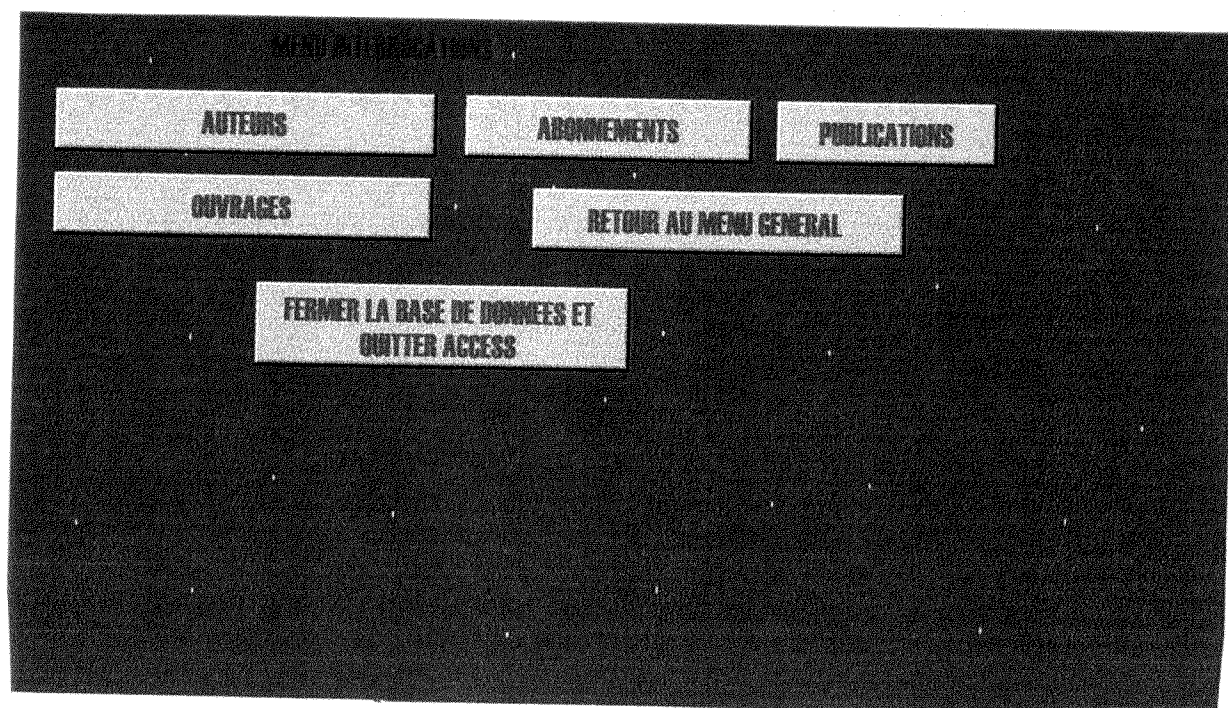 MENU INTERROGATIONS
AUTEURS
ABONNEMENTS
PUBLICATIONS
OUVRAGES
RETOUR AU MENU GENERAL
FERMER LA BASE DE DONNEES ET
QUITTER ACCESS